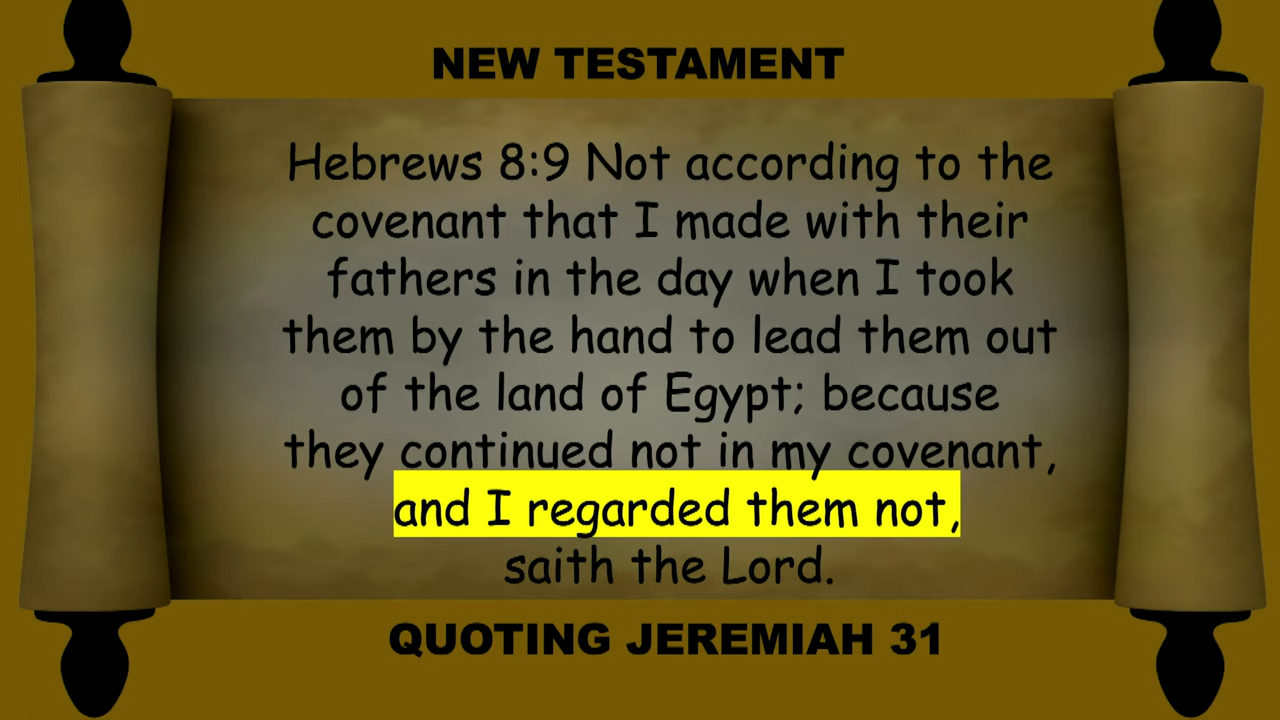 NEW TESTAMENT
Hebrews 8:9 Not according to the
covenant that I made with their
fathers in the day when I took
them by the hand to lead them out
of the land of Egypt; because
they continued not in my covenant,
and I regarded them not,
saith the Lord.
QUOTING JEREMIAH 31